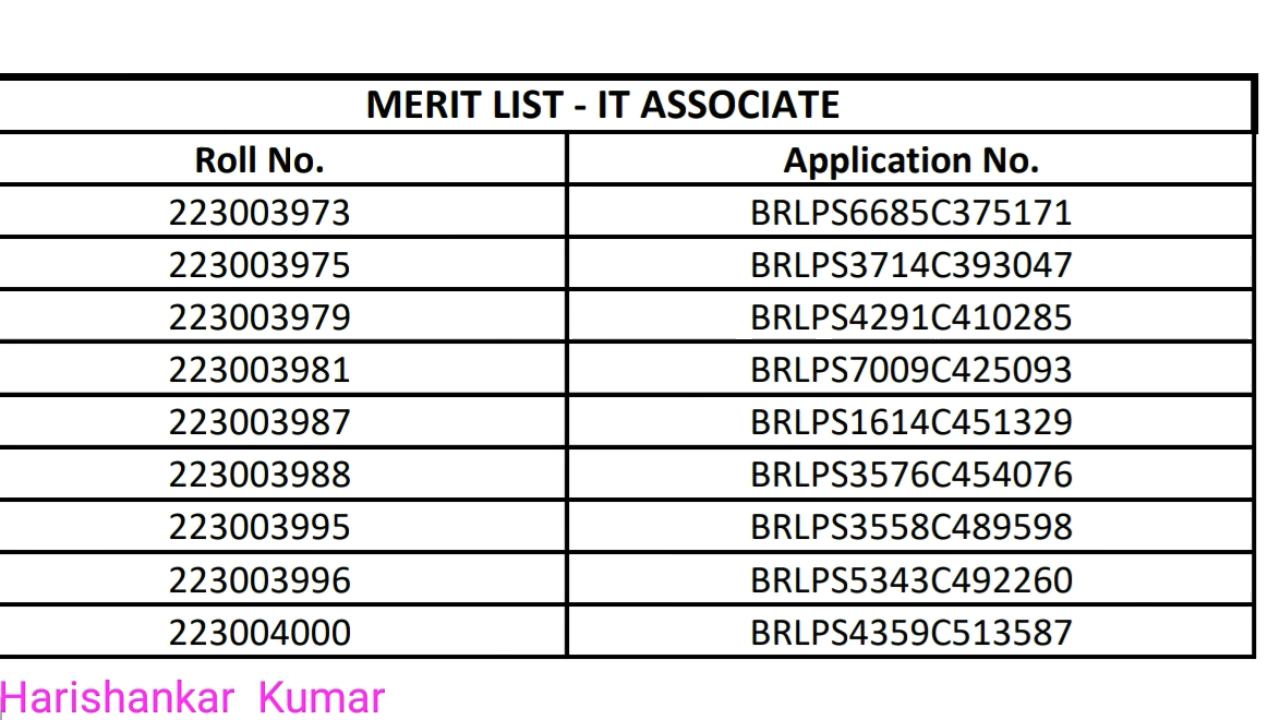 MERIT LIST - IT ASSOCIATE
Roll No. Application No.
223003973 BRLPS6685C375171
223003975 BRLPS3714C393047
223003979 BRLPS4291C410285
223003981 BRLPS7009C425093
223003987 BRLPS1614C451329
223003988 BRLPS3576C454076
223003995 BRLPS3558C489598
223003996 BRLPS5343C492260
223004000 BRLPS4359C513587
Harishankar Kumar